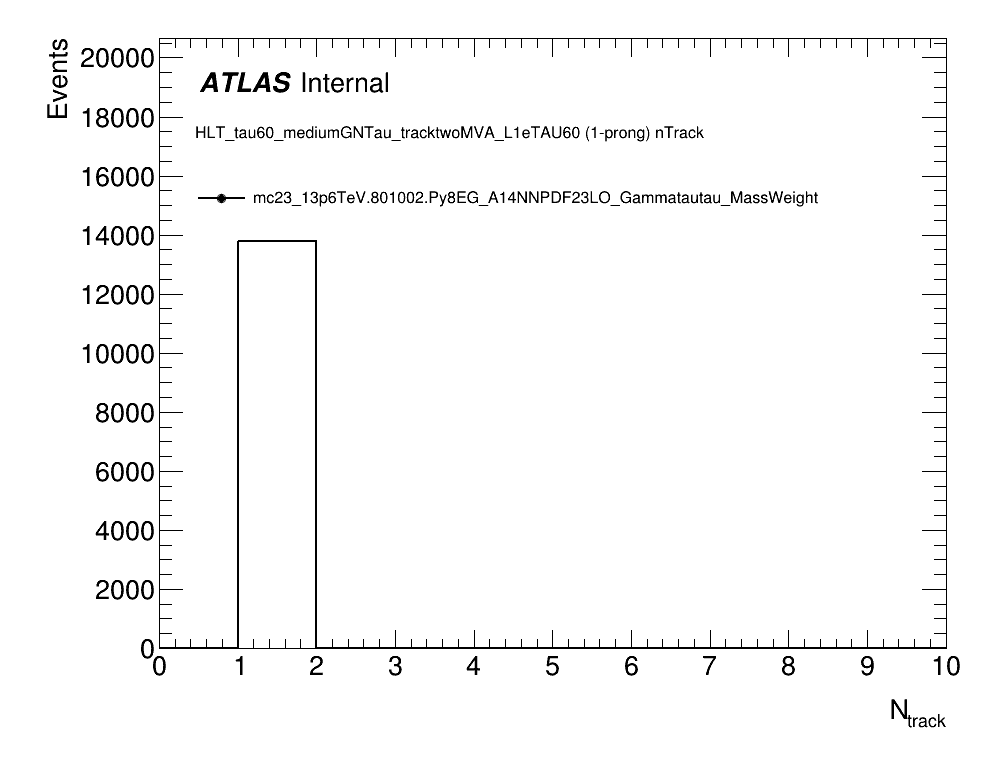 Events
20000
18000
16000
14000
12000
10000
8000
6000
4000
2000
0
ATLAS Internal
HLT_tau60_mediumGNTau_tracktwoMVA_L1eTAU60 (1-prong) nTrack
mc23_13p6TeV.801002.Py8EG_A14NNPDF23LO_Gammatautau_MassWeight
0 1 2 3 4 5 6 7 8 9 10
Ntrack